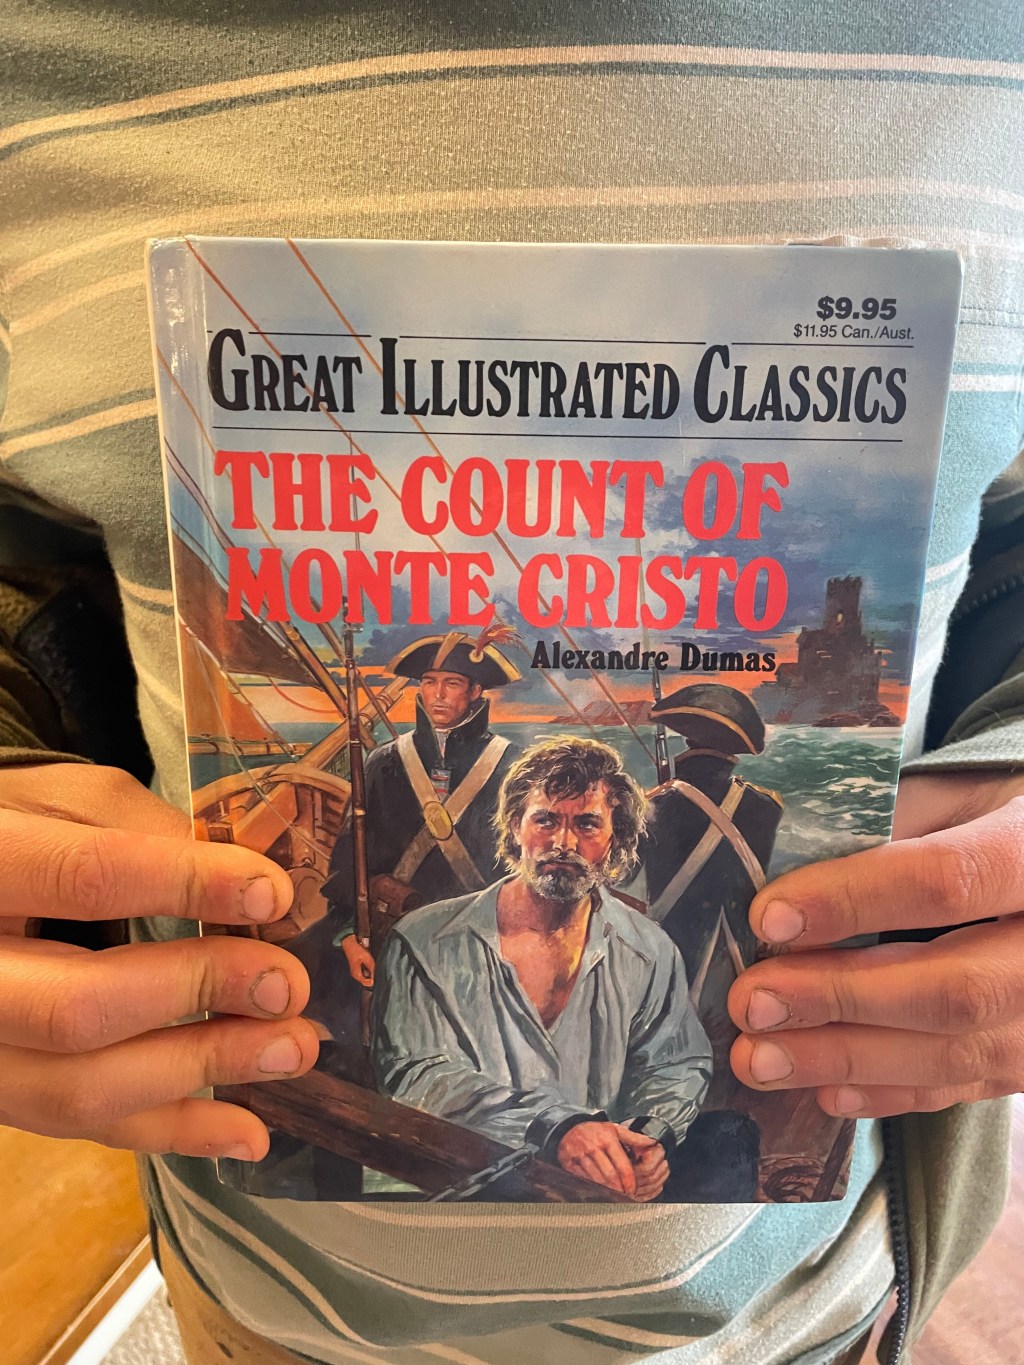 $9.95
$11.95 Can./Aust.
GREAT ILLUSTRATED CLASSICS
THE COUNT OF
MONTE CRISTO
Alexandre Dumas